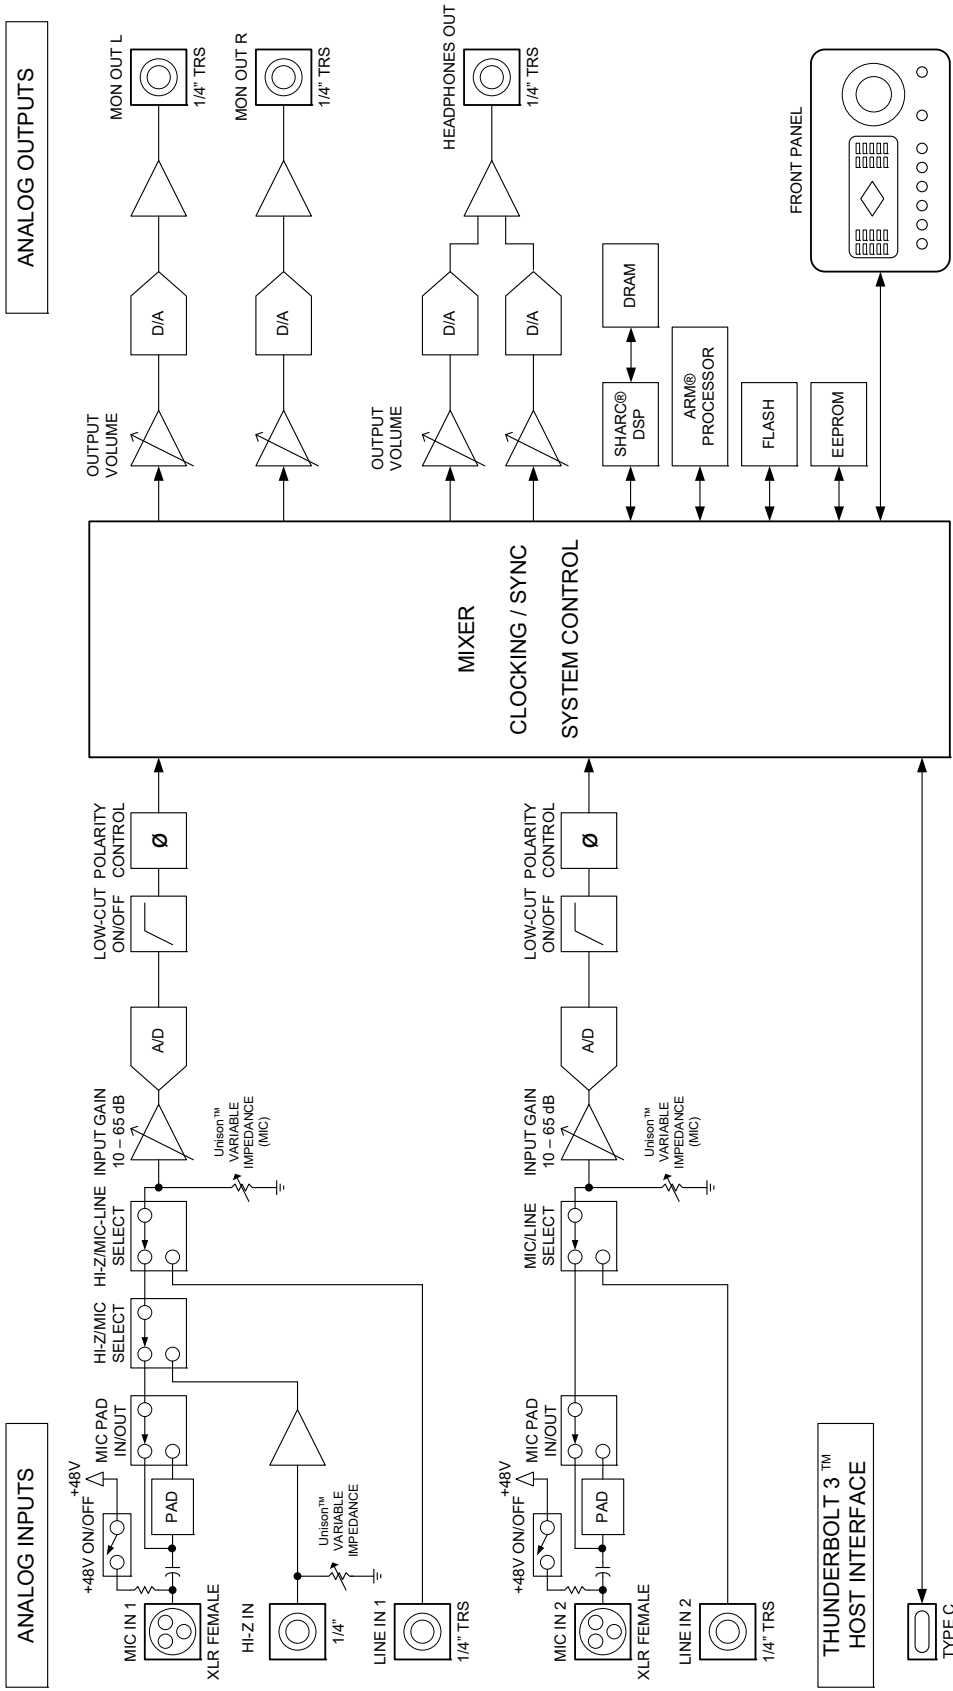 ANALOG INPUTS
ANALOG OUTPUTS
MIC IN 1
XLR FEMALE
+48V ON/OFF
+48V
PAD
MIC PAD
IN/OUT
HI-Z/MIC
SELECT
HI-Z/MIC-LINE
SELECT
INPUT GAIN
10 – 65 dB
Unison™
VARIABLE
IMPEDANCE
(MIC)
A/D
LOW-CUT
ON/OFF
POLARITY
CONTROL
Ø
HI-Z IN
1/4"
Unison™
VARIABLE
IMPEDANCE
LINE IN 1
1/4" TRS
MIC IN 2
XLR FEMALE
+48V ON/OFF
+48V
PAD
MIC PAD
IN/OUT
MIC/LINE
SELECT
INPUT GAIN
10 – 65 dB
Unison™
VARIABLE
IMPEDANCE
(MIC)
A/D
LOW-CUT
ON/OFF
POLARITY
CONTROL
Ø
LINE IN 2
1/4" TRS
THUNDERBOLT 3™
HOST INTERFACE
TYPE C
MIXER
CLOCKING / SYNC
SYSTEM CONTROL
OUTPUT
VOLUME
D/A
MON OUT L
1/4" TRS
D/A
MON OUT R
1/4" TRS
OUTPUT
VOLUME
D/A
D/A
HEADPHONES OUT
1/4" TRS
SHARC®
DSP
DRAM
ARM®
PROCESSOR
FLASH
EEPROM
FRONT PANEL